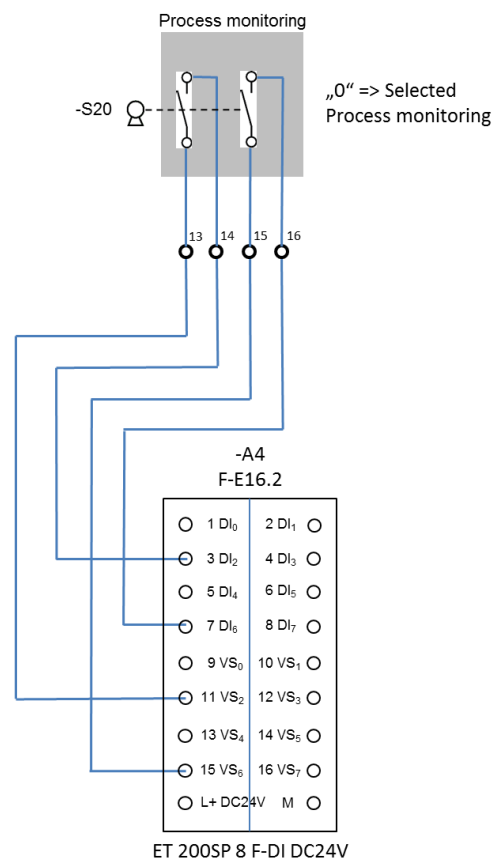 Process monitoring
-S20
„0“ => Selected
Process monitoring
13 14 15 16
-A4
F-E16.2
1 DI₀ 2 DI₁
3 DI₂ 4 DI₃
5 DI₄ 6 DI₅
7 DI₆ 8 DI₇
9 VS₀ 10 VS₁
11 VS₂ 12 VS₃
13 VS₄ 14 VS₅
15 VS₆ 16 VS₇
L+ DC24V M
ET 200SP 8 F-DI DC24V